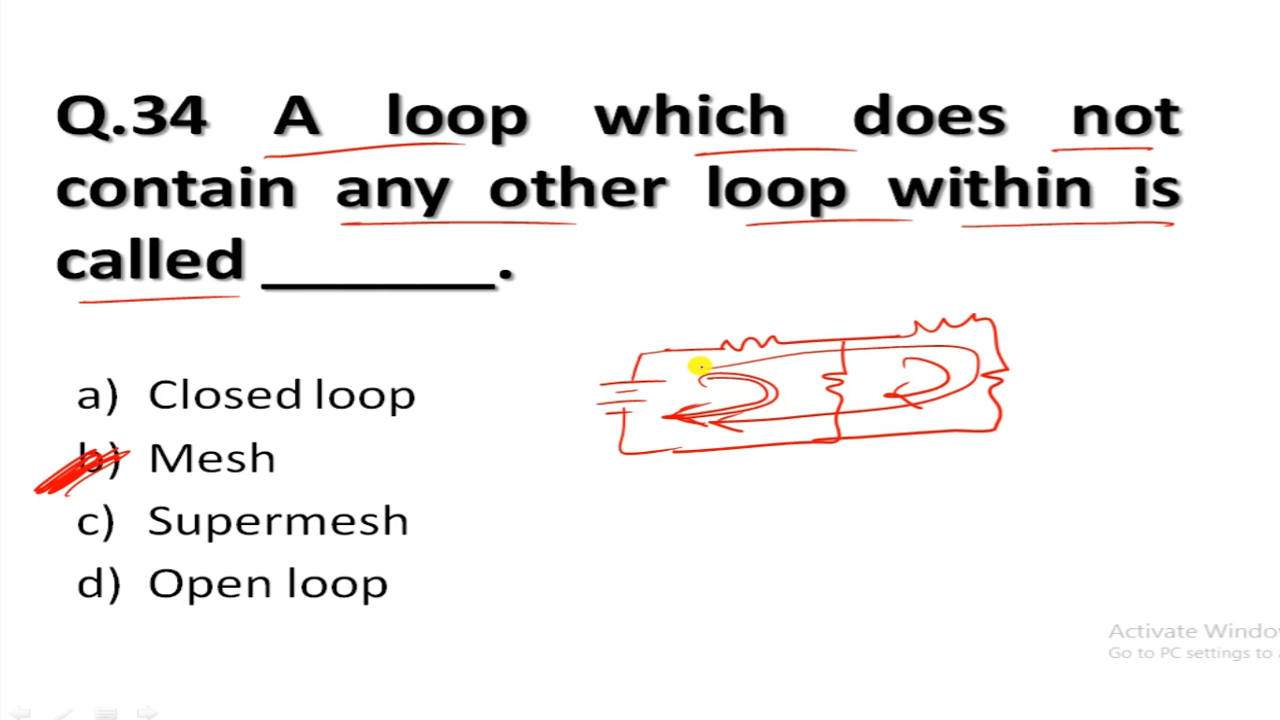 Q.34 A loop which does not
contain any other loop within is
called _______.
a) Closed loop
b) Mesh
c) Supermesh
d) Open loop
Activate Windo
Go to PC settings to